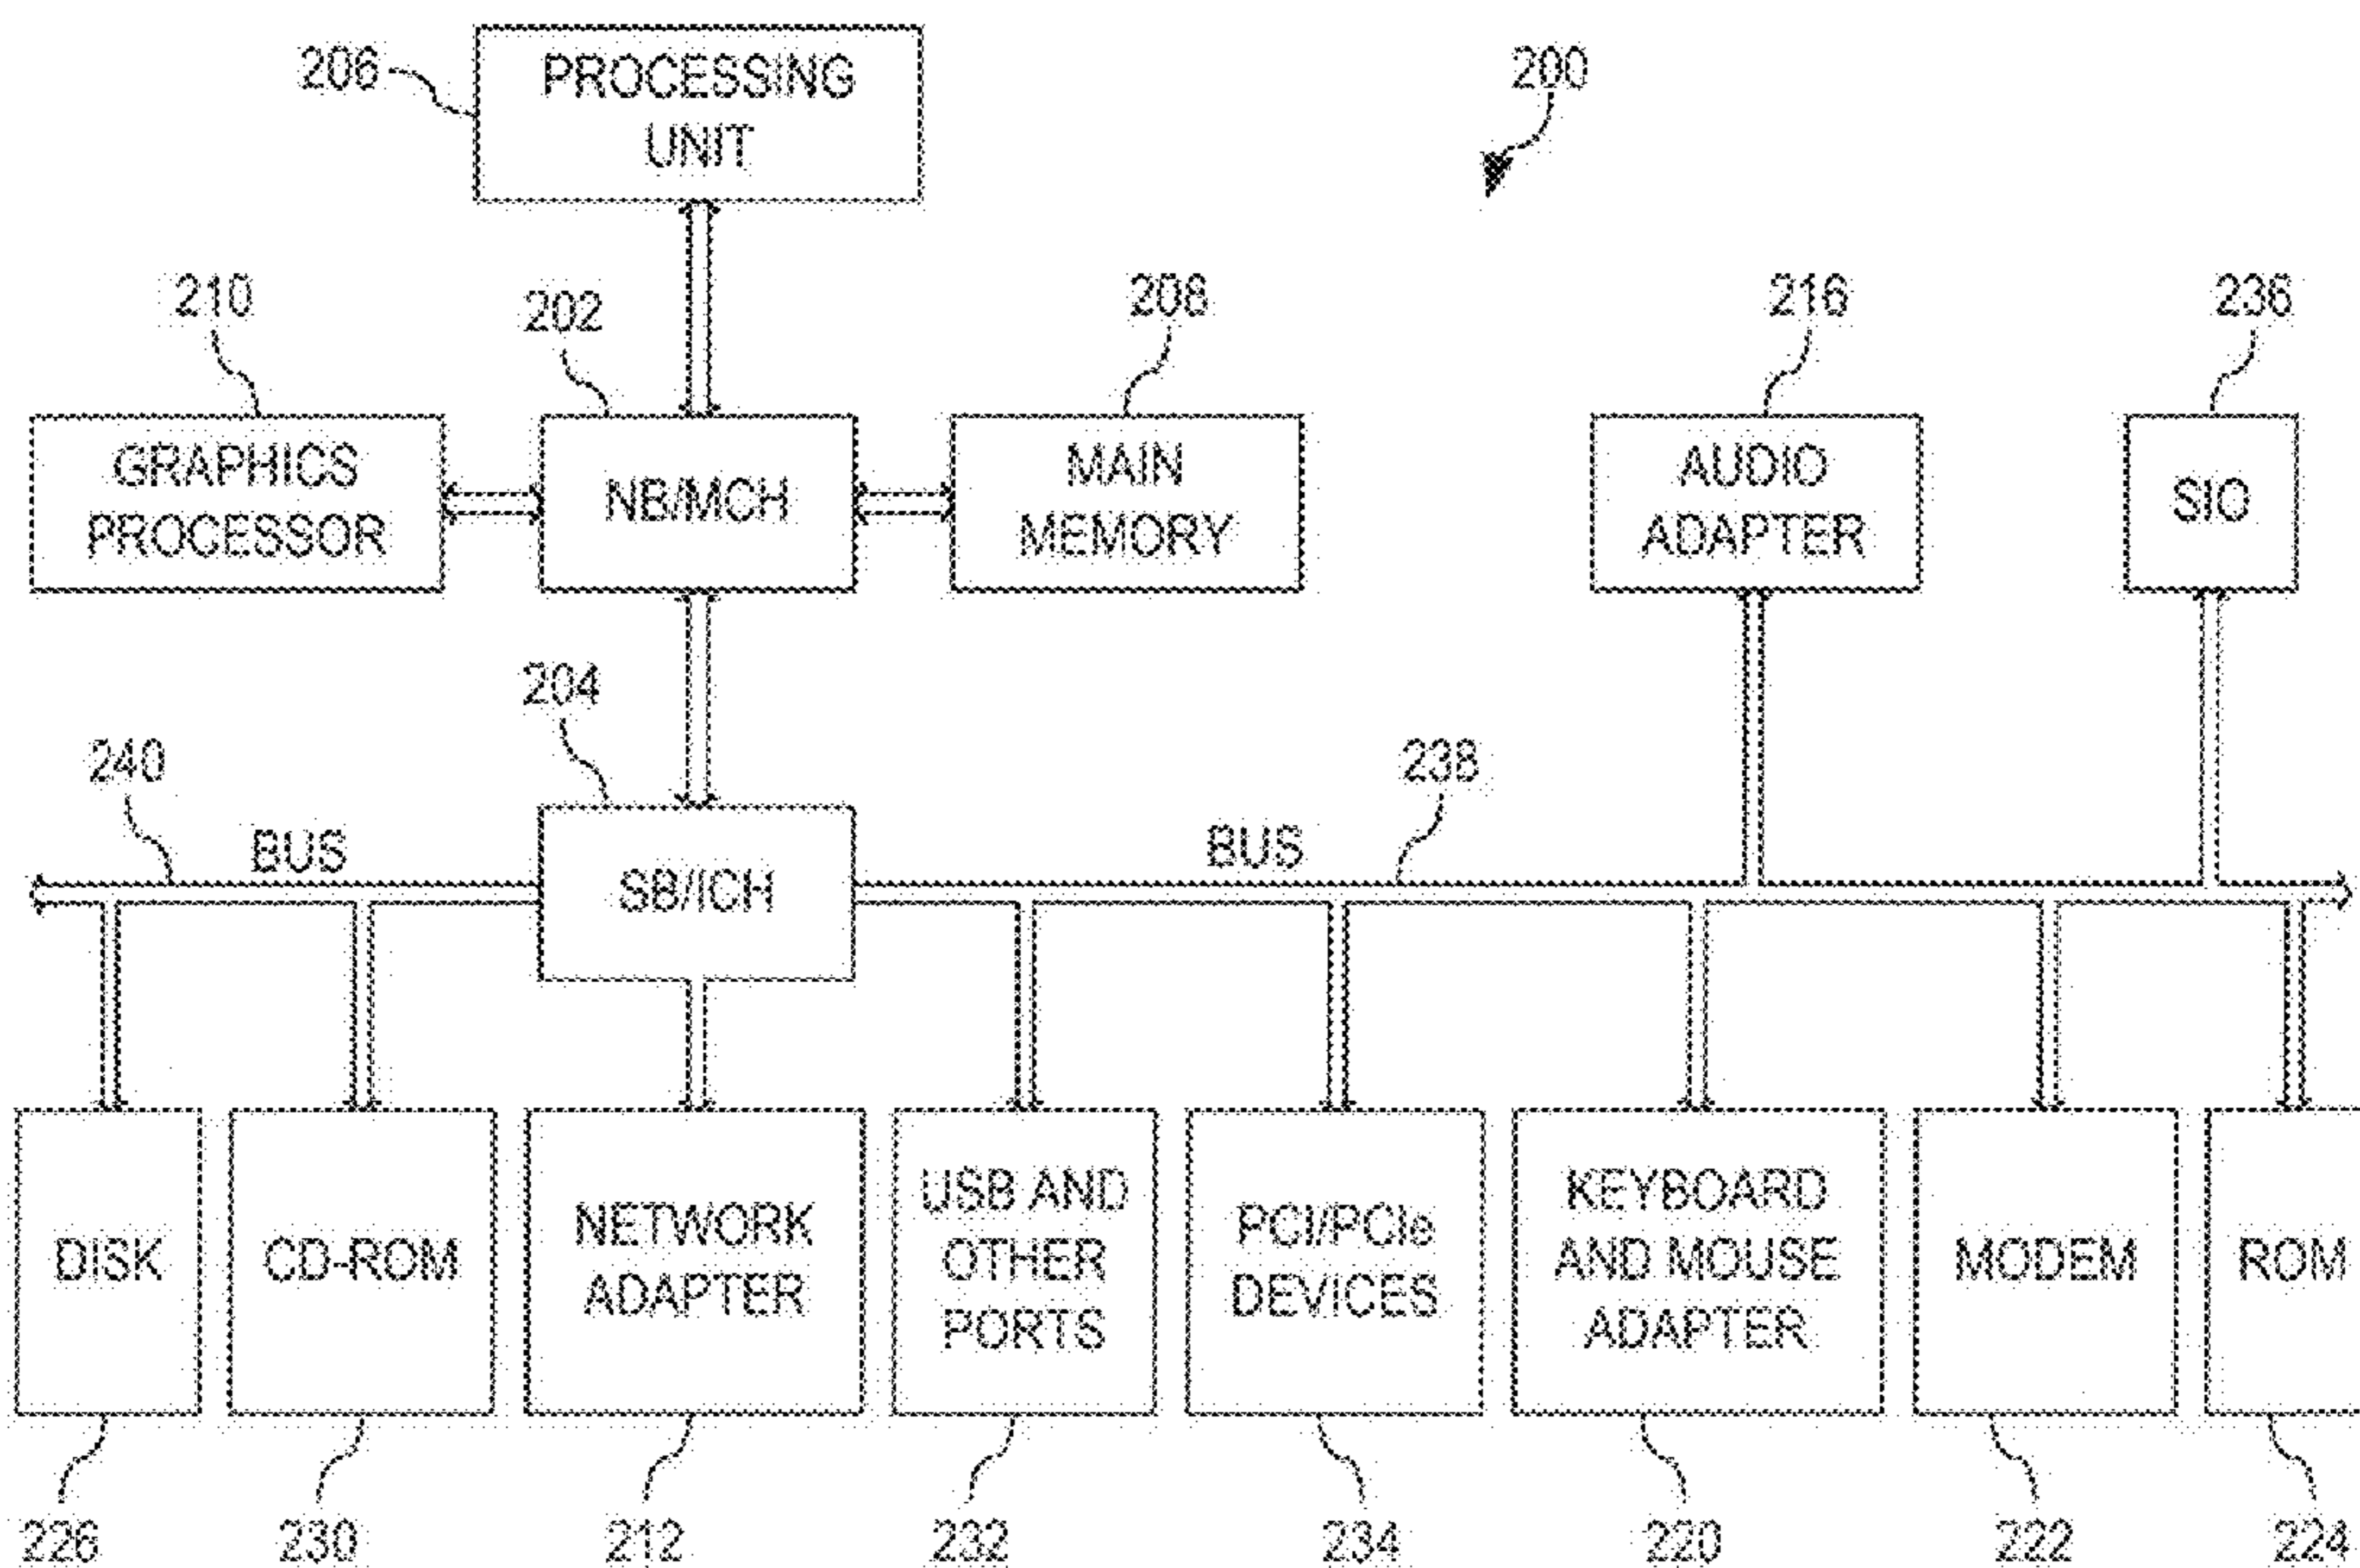 206
PROCESSING
UNIT
200
210
202
208
216
236
GRAPHICS
PROCESSOR
NB/MCH
MAIN
MEMORY
AUDIO
ADAPTER
SIO
204
240
238
BUS
SB/ICH
BUS
DISK
CD-ROM
NETWORK
ADAPTER
USB AND
OTHER
PORTS
PCI/PCIe
DEVICES
KEYBOARD
AND MOUSE
ADAPTER
MODEM
ROM
226
230
212
232
234
220
222
224